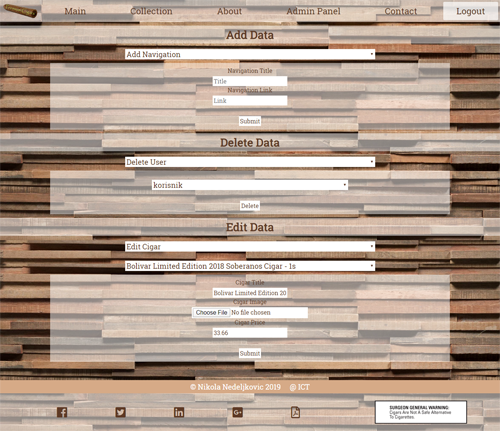 Main Collection About Admin Panel Contact Logout
Add Data
Add Navigation
Navigation Title
Title
Navigation Link
Link
Submit
Delete Data
Delete User
korisnik
Delete
Edit Data
Edit Cigar
Bolivar Limited Edition 2018 Soberanos Cigar - 1s
Cigar Title
Bolivar Limited Edition 20
Cigar Image
Choose File No file chosen
Cigar Price
33.66
Submit
© Nikola Nedeljkovic 2019 @ ICT
SURGEON GENERAL WARNING:
Cigars Are Not A Safe Alternative
To Cigarettes.